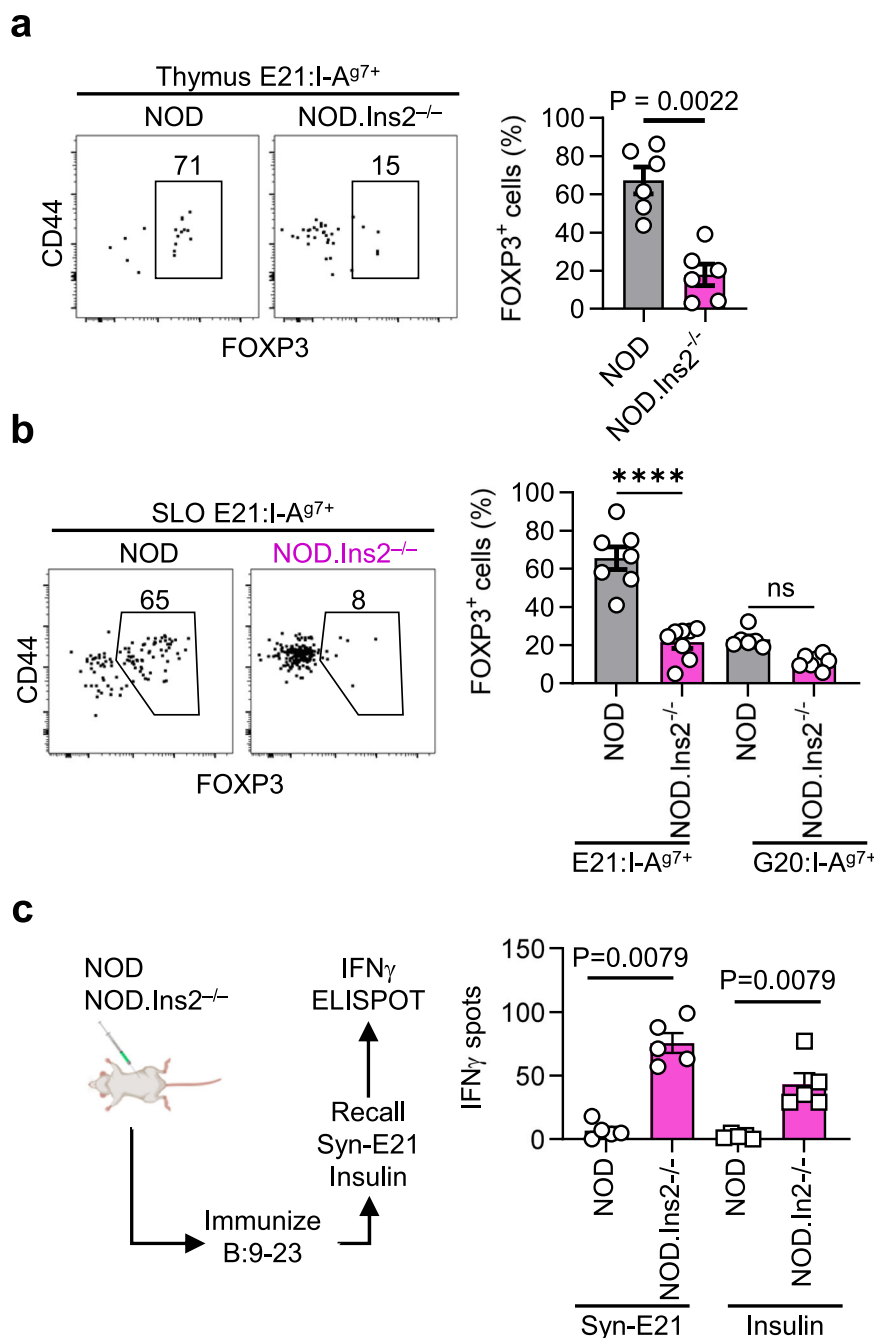 a
Thymus E21:I-Ag7+
NOD NOD.Ins2–/–
71 15
CD44
FOXP3
P = 0.0022
FOXP3+ cells (%)
100
80
60
40
20
0
NOD
NOD.Ins2-/-
b
SLO E21:I-Ag7+
NOD NOD.Ins2–/–
65 8
CD44
FOXP3
****
ns
FOXP3+ cells (%)
100
80
60
40
20
0
NOD
NOD.Ins2-/-
NOD
NOD.Ins2-/-
E21:I-Ag7+ G20:I-Ag7+
c
NOD
NOD.Ins2–/–
IFNγ
ELISPOT
Recall
Syn-E21
Insulin
Immunize
B:9-23
P=0.0079
P=0.0079
IFNγ spots
150
100
50
0
NOD
NOD.Ins2-/-
NOD
NOD.In2-/-
Syn-E21 Insulin